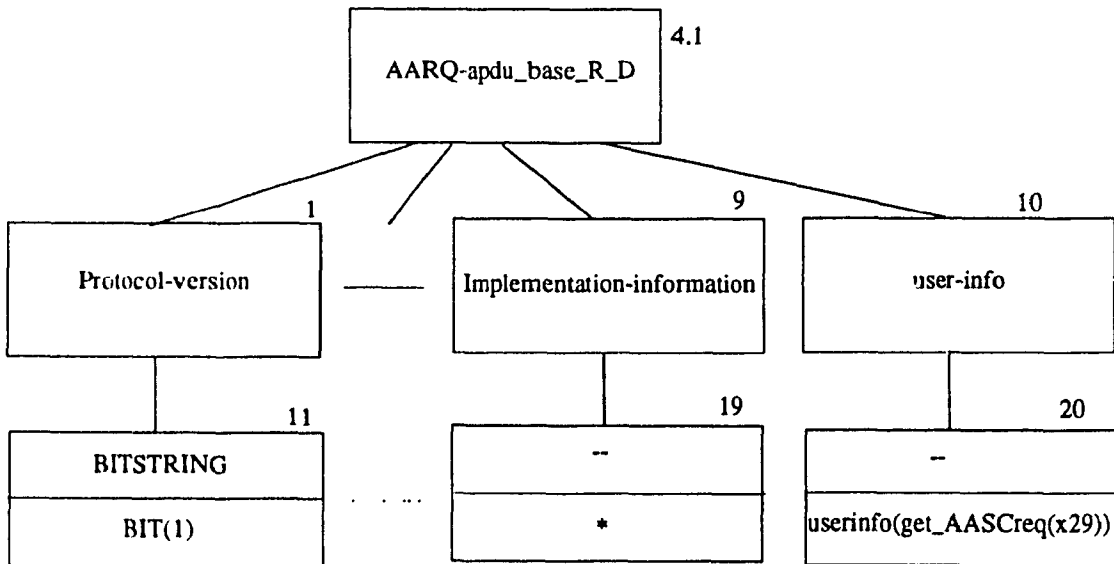 4.1
AARQ-apdu_base_R_D
1
9
10
Protocol-version
Implementation-information
user-info
11
19
20
BITSTRING
--
--
BIT(1)
*
userinfo(get_AASCreq(x29))